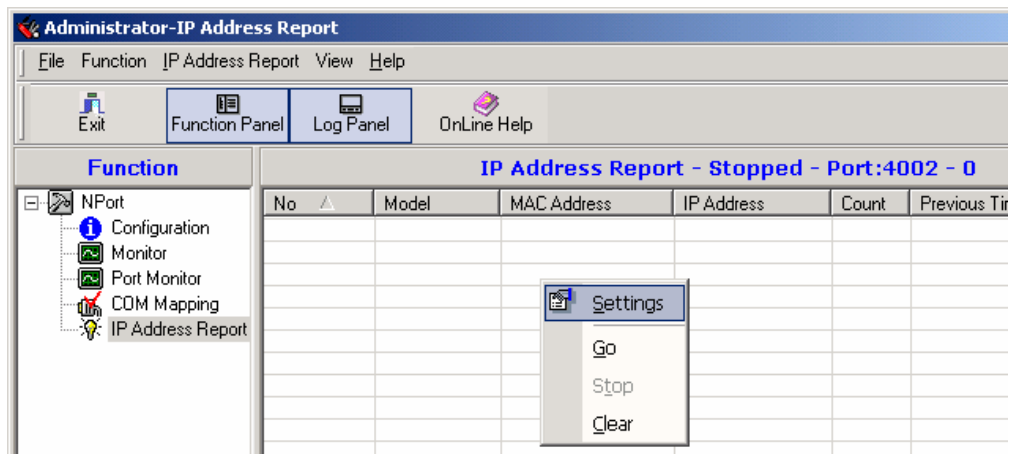 Administrator-IP Address Report
File Function IP Address Report View Help
Exit Function Panel Log Panel OnLine Help
Function
IP Address Report - Stopped - Port:4002 - 0
No Model MAC Address IP Address Count Previous Ti
NPort
Configuration
Monitor
Port Monitor
COM Mapping
IP Address Report
Settings
Go
Stop
Clear